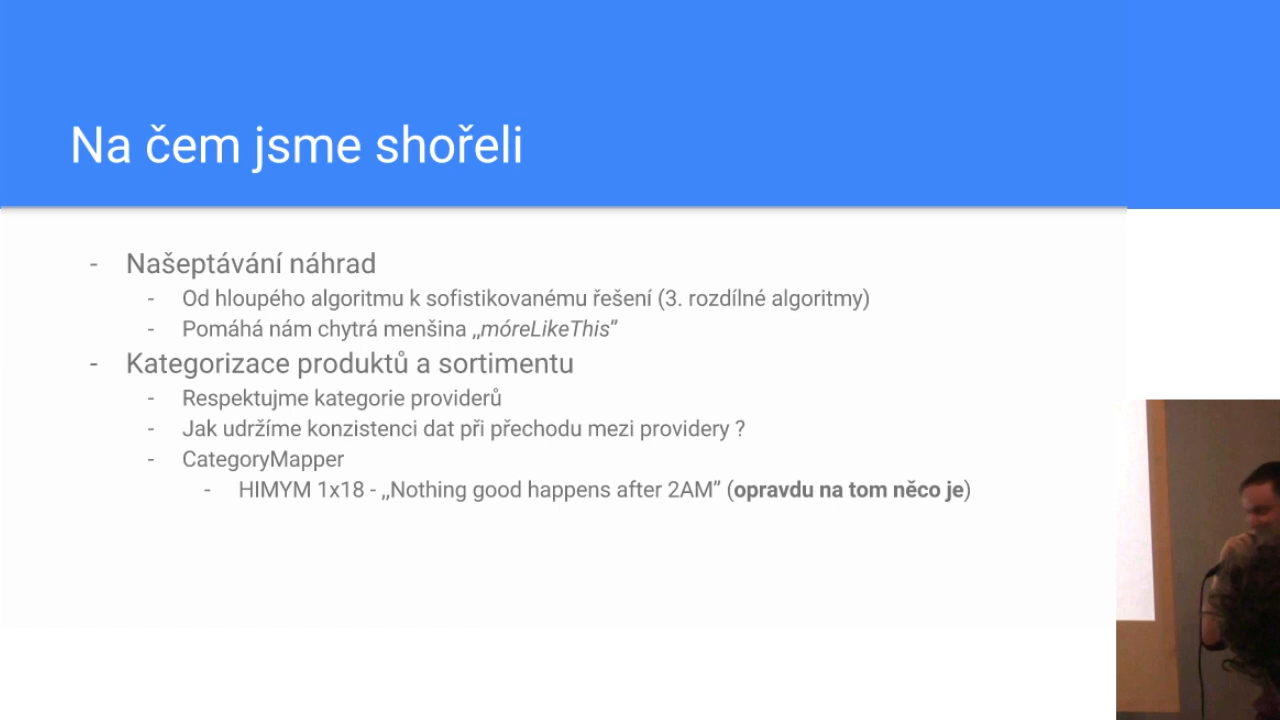 Na čem jsme shořeli
- Našeptávání náhrad
- Od hloupého algoritmu k sofistikovanému řešení (3. rozdílné algoritmy)
- Pomáhá nám chytrá menšina „móreLikeThis”
- Kategorizace produktů a sortimentu
- Respektujme kategorie providerů
- Jak udržíme konzistenci dat při přechodu mezi providery ?
- CategoryMapper
- HIMYM 1x18 - „Nothing good happens after 2AM” (opravdu na tom něco je)